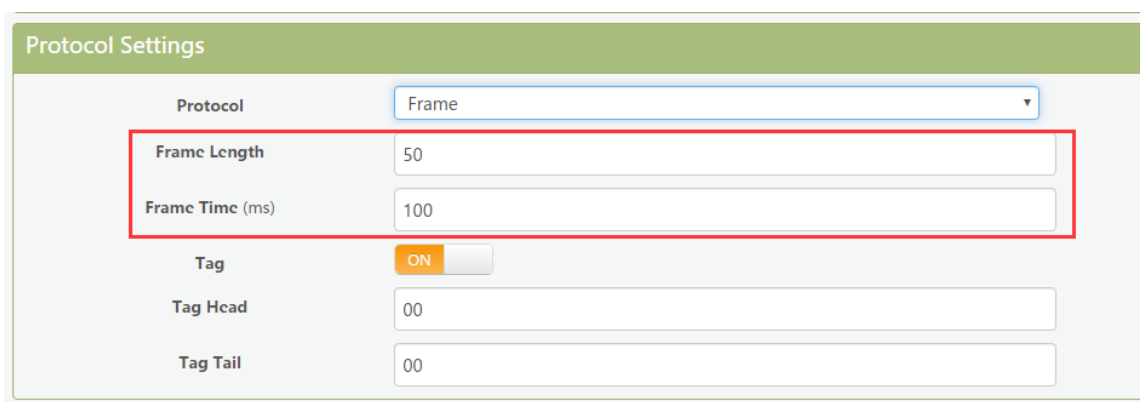 Protocol Settings
Protocol
Frame
Frame Length
50
Frame Time (ms)
100
Tag
ON
Tag Head
00
Tag Tail
00